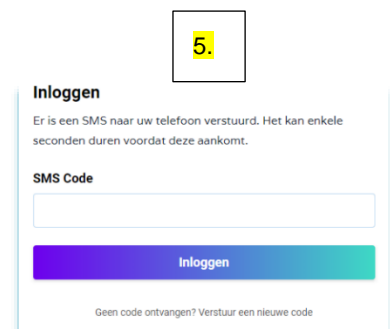 5.
Inloggen
Er is een SMS naar uw telefoon verstuurd. Het kan enkele
seconden duren voordat deze aankomt.
SMS Code
Inloggen
Geen code ontvangen? Verstuur een nieuwe code